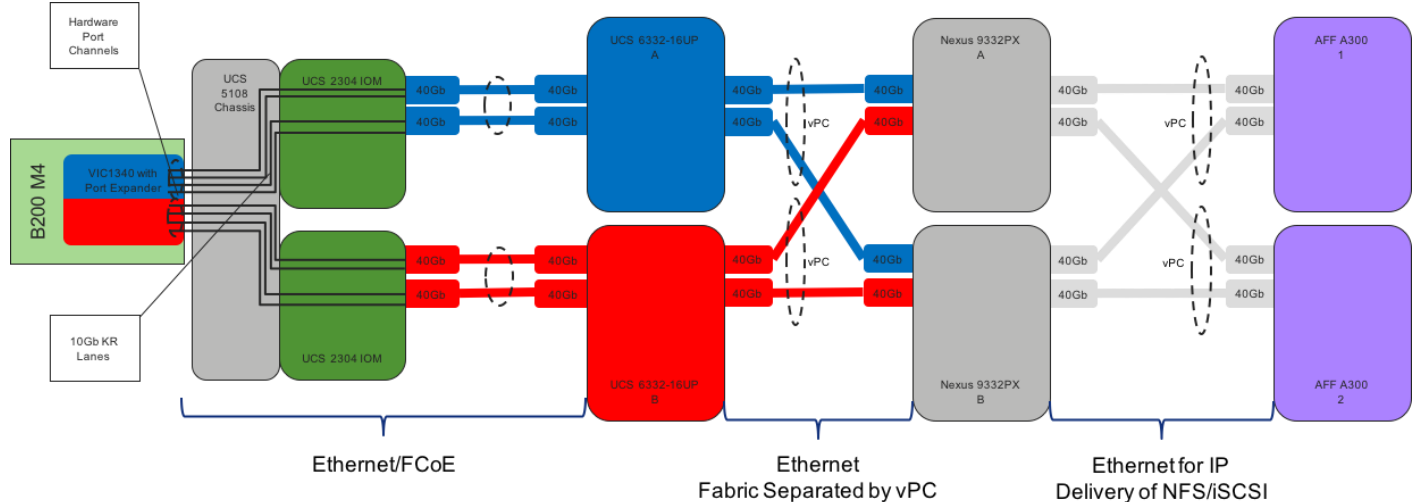 Hardware
Port
Channels
UCS
5108
Chassis
UCS 2304 IOM
40Gb
40Gb
40Gb
40Gb
UCS 6332-16UP
A
40Gb
40Gb
vPC
40Gb
40Gb
Nexus 9332PX
A
40Gb
40Gb
vPC
40Gb
40Gb
AFF A300
1
B200 M4
VIC1340 with
Port Expander
10Gb KR
Lanes
UCS 2304 IOM
40Gb
40Gb
40Gb
40Gb
UCS 6332-16UP
B
40Gb
40Gb
vPC
40Gb
40Gb
Nexus 9332PX
B
40Gb
40Gb
vPC
40Gb
40Gb
AFF A300
2
Ethernet/FCoE
Ethernet
Fabric Separated by vPC
Ethernet for IP
Delivery of NFS/iSCSI